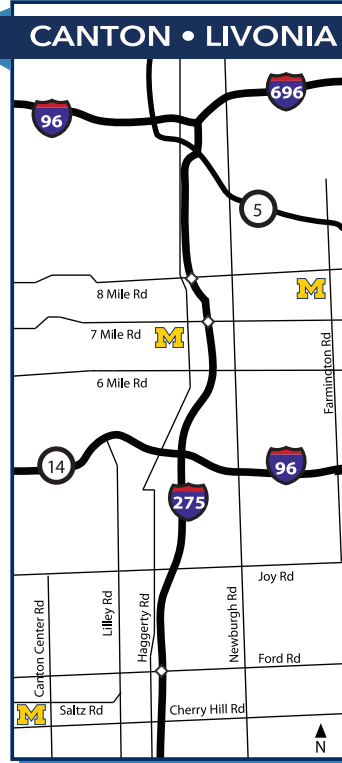 CANTON • LIVONIA
96
696
5
8 Mile Rd
M
7 Mile Rd
M
6 Mile Rd
Farmington Rd
14
96
275
Joy Rd
Canton Center Rd
Lilley Rd
Haggerty Rd
Newburgh Rd
Ford Rd
M
Saltz Rd
Cherry Hill Rd
N